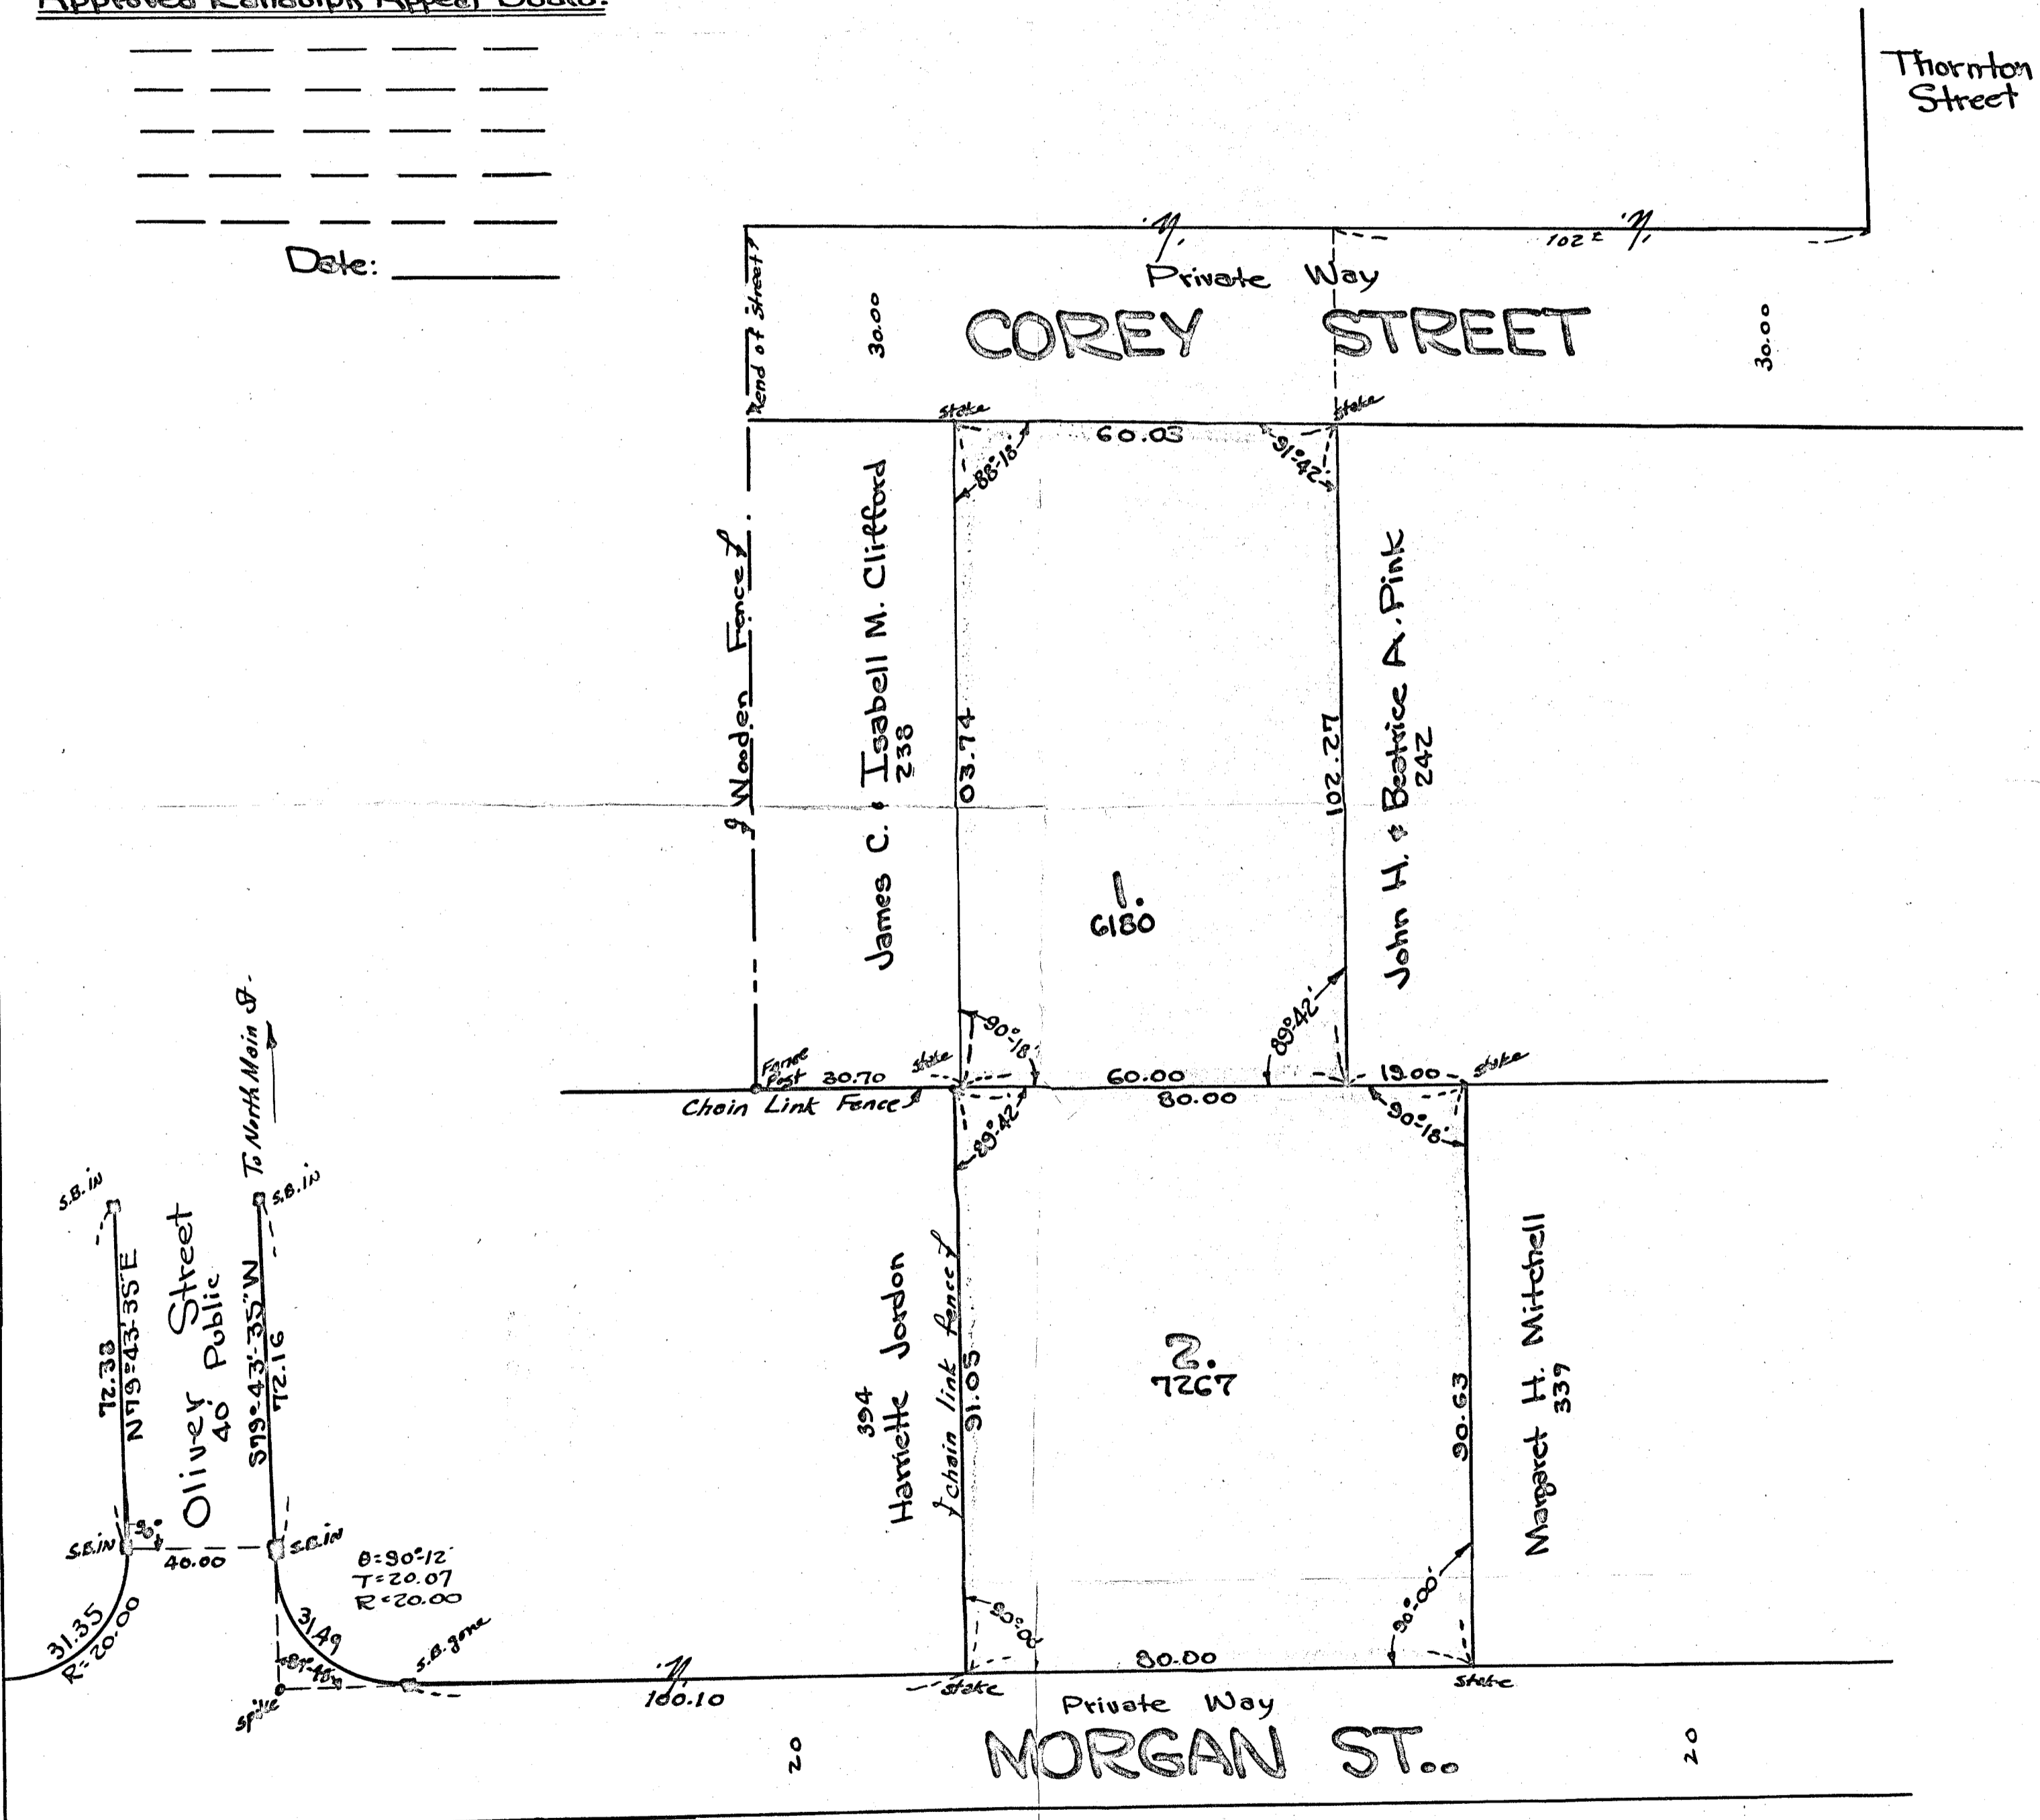 Approved Randolph Appeal Board:
Date:
Thornton
Street
102±
Private Way
COREY STREET
End of Street
30.00
30.00
stake
stake
60.03
88°-18'
91°-42'
Wooden Fence
James C. & Isabell M. Clifford
238
03.74
102.27
John H. & Beatrice A. Pink
242
1.
6180
90°-18'
89°-42'
Fence
Post
30.70
stake
60.00
19.00
stake
Chain Link Fence
80.00
89°-42'
90°-18'
To North Main St.
S.B. in
S.B. in
72.38
N79°-43'-35"E
Oliver Street
40' Public
S79°-43'-35"W
72.16
394
Harriette Jordon
chain link fence
91.05
2.
7267
90.63
Margaret H. Mitchell
339
S.B. in
90°
40.00
S.B. in
θ=90°-12'
T=20.07
R=20.00
31.35
R=20.00
31.49
S.B. gone
spike
100.10
90°-00'
90°-00'
80.00
stake
stake
Private Way
MORGAN ST..
20
20